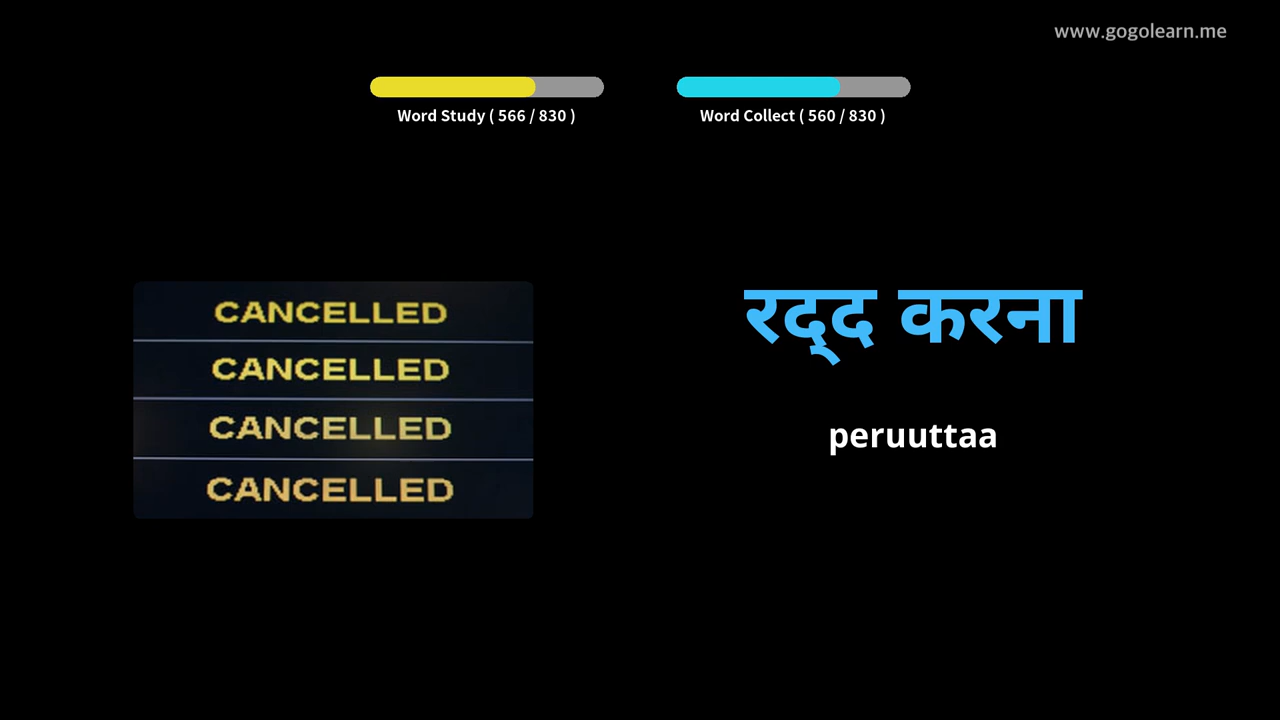 www.gogolearn.me
Word Study ( 566 / 830 )
Word Collect ( 560 / 830 )
CANCELLED
CANCELLED
CANCELLED
CANCELLED
रद्द करना
peruuttaa